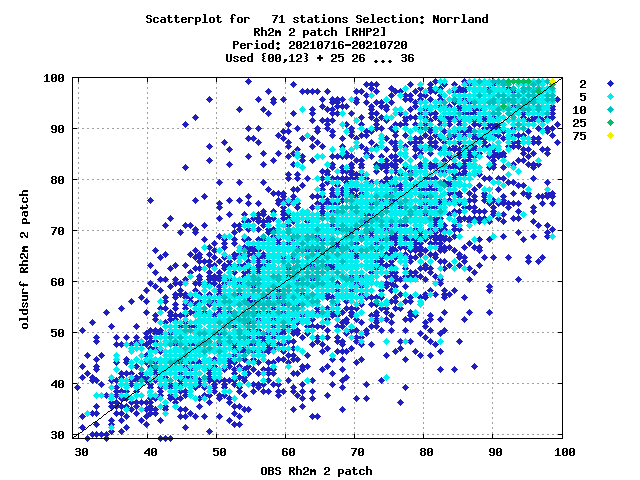 Scatterplot for 71 stations Selection: Norrland
Rh2m 2 patch [RHP2]
Period: 20210716-20210720
Used {00,12} + 25 26 ... 36
2
5
10
25
75
100
90
80
70
60
50
40
30
oldsurf Rh2m 2 patch
30 40 50 60 70 80 90 100
OBS Rh2m 2 patch